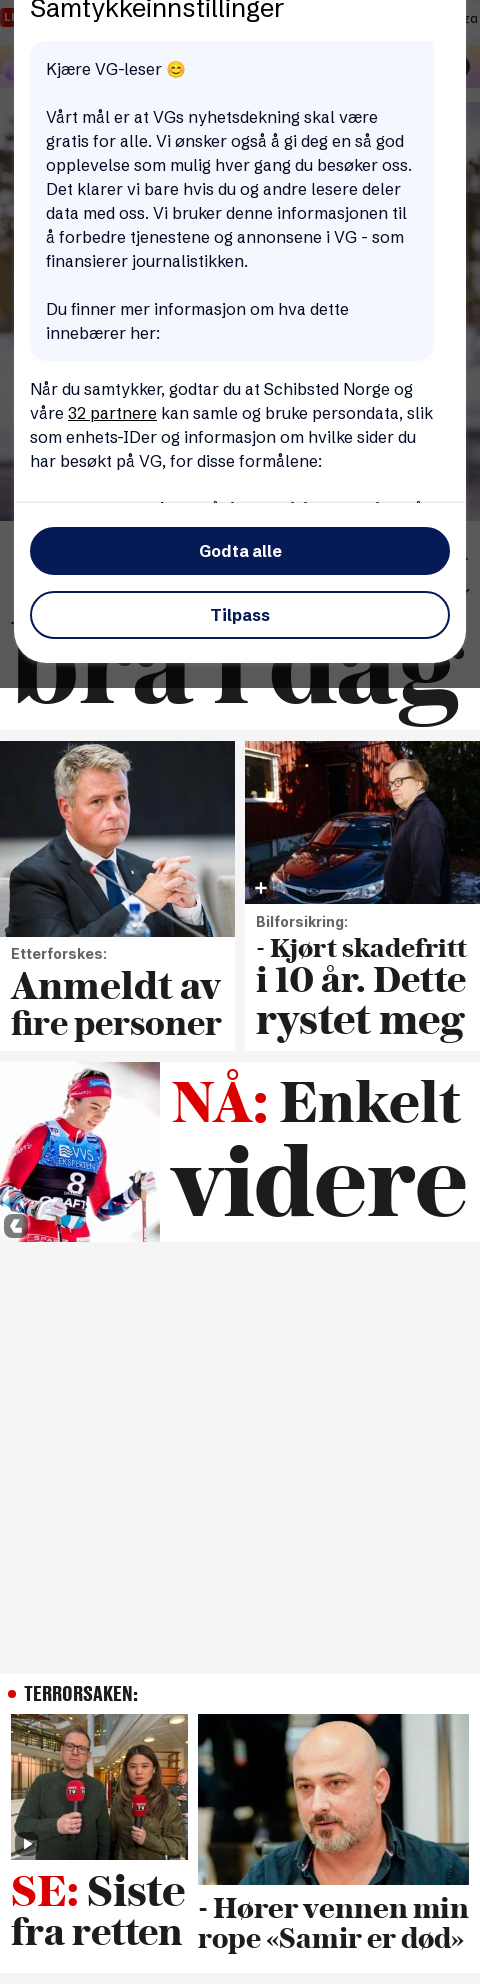 Samtykkeinnstillinger
Kjære VG-leser 😊
Vårt mål er at VGs nyhetsdekning skal være
gratis for alle. Vi ønsker også å gi deg en så god
opplevelse som mulig hver gang du besøker oss.
Det klarer vi bare hvis du og andre lesere deler
data med oss. Vi bruker denne informasjonen til
å forbedre tjenestene og annonsene i VG - som
finansierer journalistikken.
Du finner mer informasjon om hva dette
innebærer her:
Når du samtykker, godtar du at Schibsted Norge og
våre 32 partnere kan samle og bruke persondata, slik
som enhets-IDer og informasjon om hvilke sider du
har besøkt på VG, for disse formålene:
Godta alle
Tilpass
bra i dag
Etterforskes:
Anmeldt av
fire personer
Bilforsikring:
- Kjørt skadefritt
i 10 år. Dette
rystet meg
NÅ: Enkelt
videre
VVS
EKSPERTEN
8
CRAFT
TERRORSAKEN:
SE: Siste
fra retten
- Hører vennen min
rope «Samir er død»